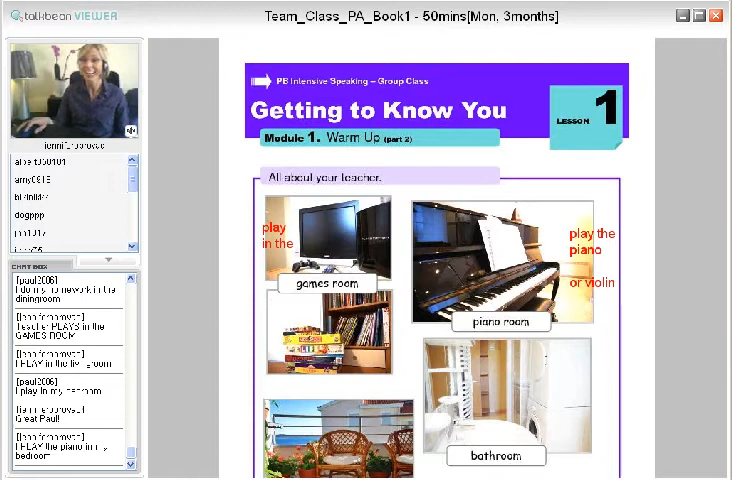 talkbean VIEWER
Team_Class_PA_Book1 - 50mins[Mon, 3months]
albert050101
amy0918
dogppp
CHAT BOX
[paul2006]
I do my homework in the
diningroom
Teacher PLAYS in the
GAMES ROOM
I PLAY in the livingroom
[paul2006]
I play in my bedroom
Great Paul!
I PLAY the piano in my
bedroom
PB Intensive Speaking – Group Class
Getting to Know You
LESSON 1
Module 1. Warm Up (part 2)
All about your teacher.
play
in the
games room
play the
piano
or violin
piano room
bathroom